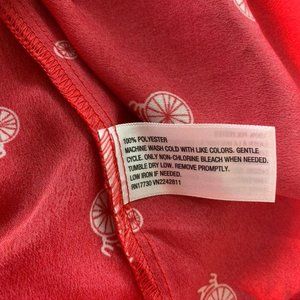 100% POLYESTER
MACHINE WASH COLD WITH LIKE COLORS. GENTLE
CYCLE. ONLY NON-CHLORINE BLEACH WHEN NEEDED.
TUMBLE DRY LOW. REMOVE PROMPTLY.
LOW IRON IF NEEDED.
RN17730 VN2242811